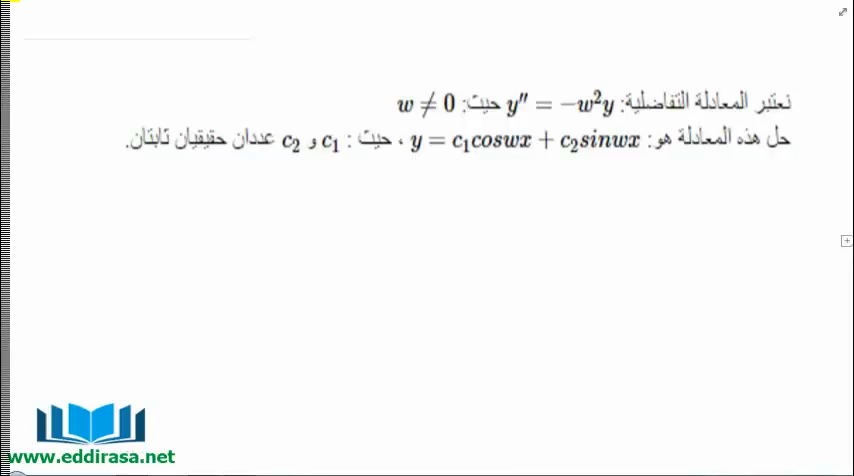 نعتبر المعادلة التفاضلية: y″ = −w²y حيث: w ≠ 0
حل هذه المعادلة هو: y = c₁coswx + c₂sinwx ، حيث : c₁ و c₂ عددان حقيقيان ثابتان.
www.eddirasa.net